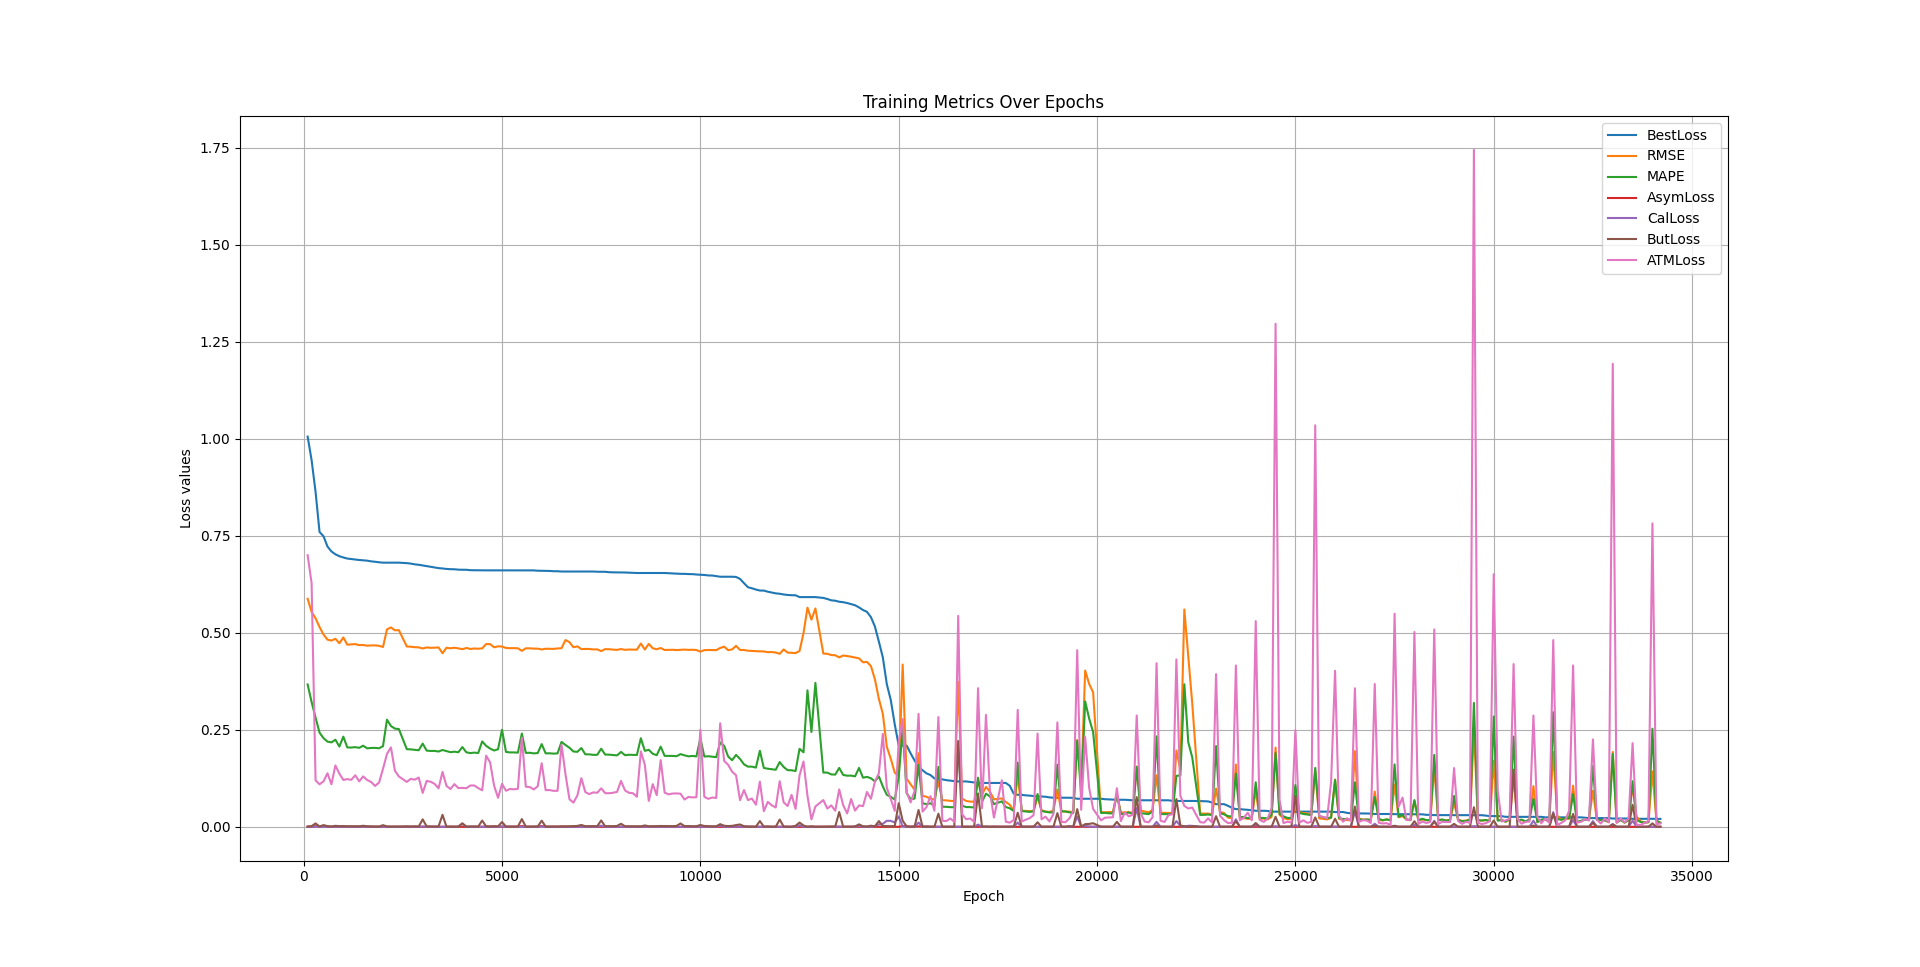 Training Metrics Over Epochs
BestLoss
RMSE
MAPE
AsymLoss
CalLoss
ButLoss
ATMLoss
Loss values
1.75
1.50
1.25
1.00
0.75
0.50
0.25
0.00
0 5000 10000 15000 20000 25000 30000 35000
Epoch